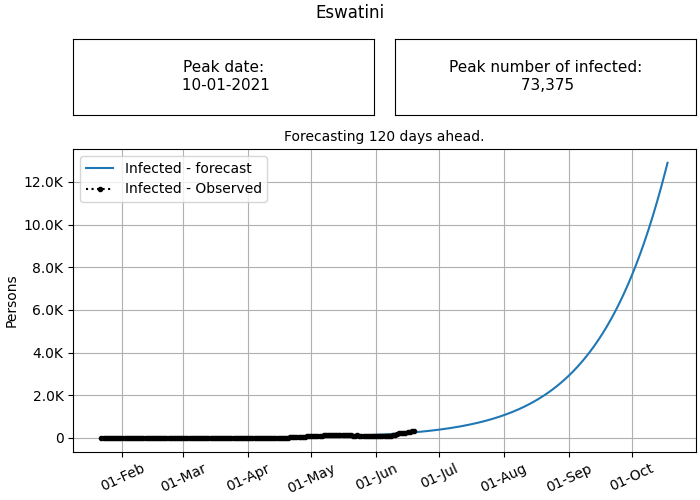 Eswatini
Peak date:
10-01-2021
Peak number of infected:
73,375
Forecasting 120 days ahead.
Infected - forecast
Infected - Observed
12.0K
10.0K
8.0K
6.0K
4.0K
2.0K
0
Persons
01-Feb
01-Mar
01-Apr
01-May
01-Jun
01-Jul
01-Aug
01-Sep
01-Oct